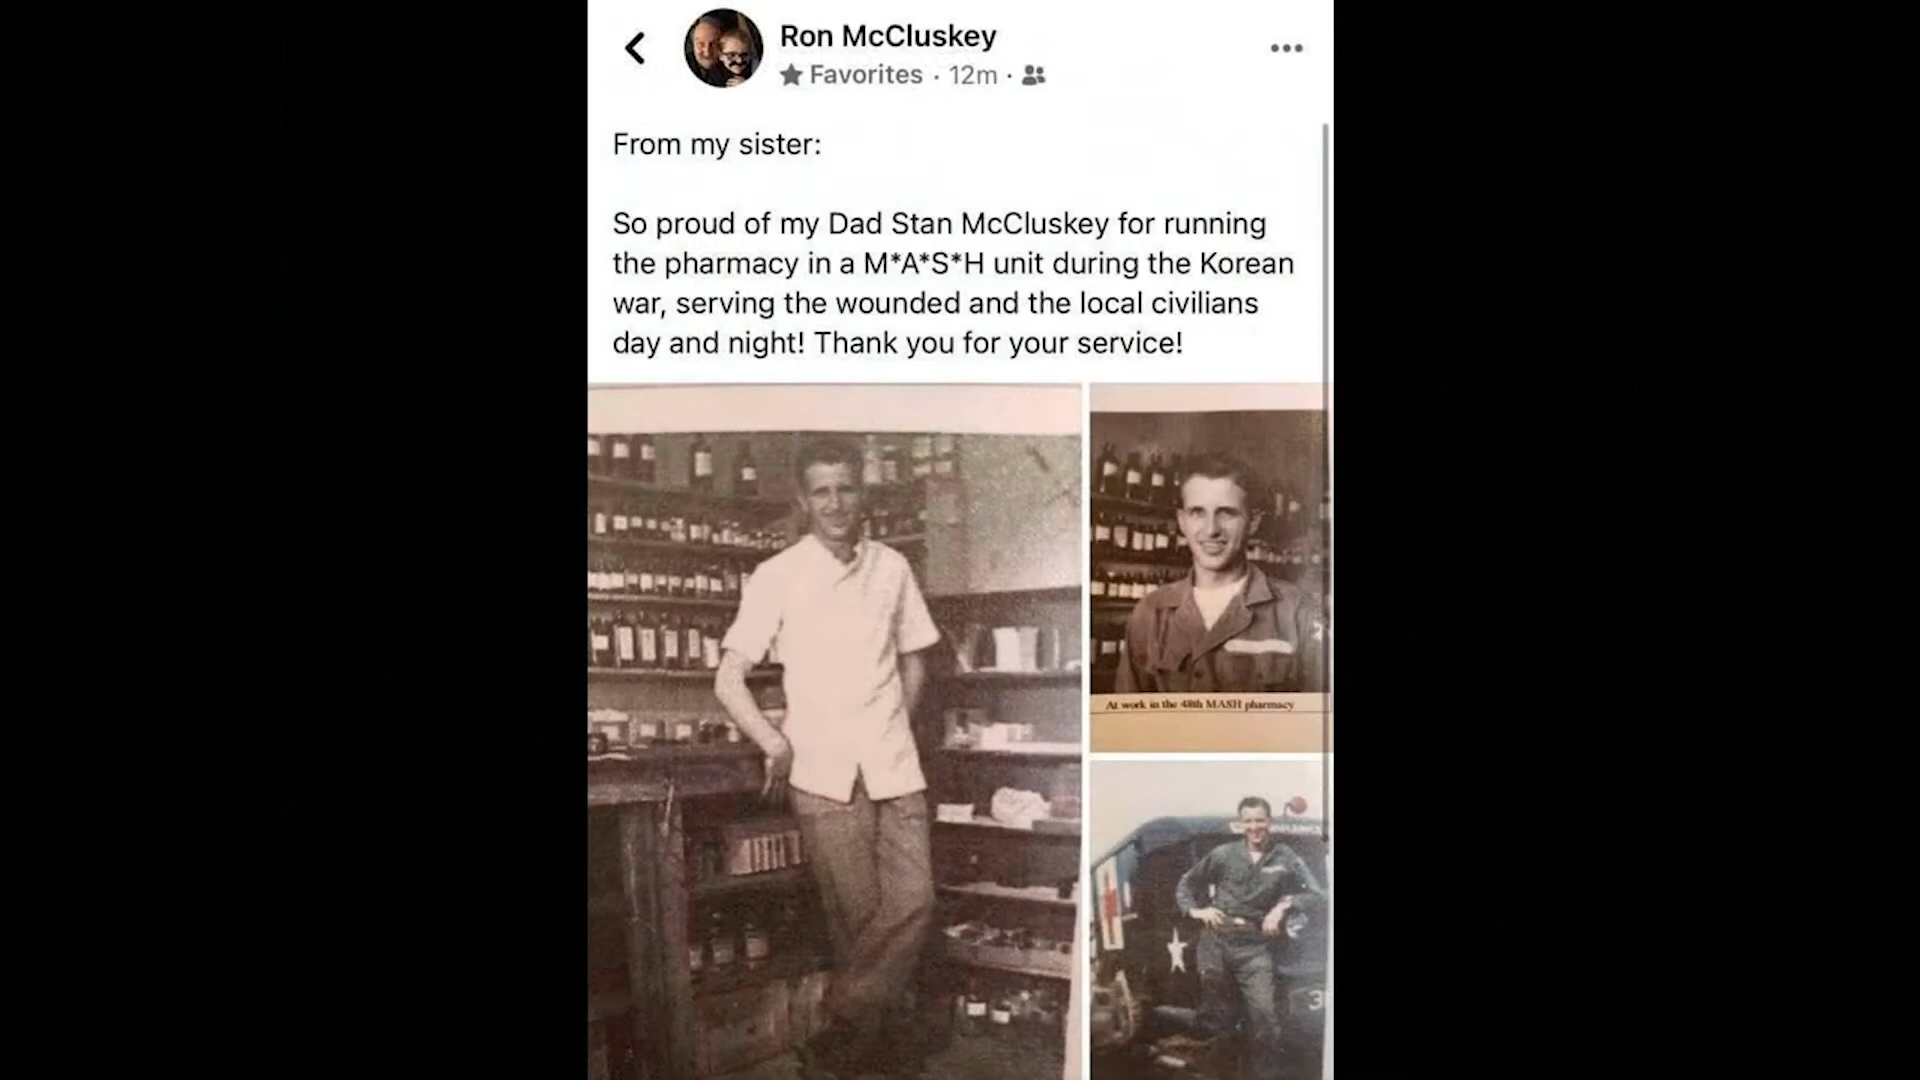 Ron McCluskey
Favorites · 12m ·
From my sister:
So proud of my Dad Stan McCluskey for running
the pharmacy in a M*A*S*H unit during the Korean
war, serving the wounded and the local civilians
day and night! Thank you for your service!
At work in the 48th MASH pharmacy
3